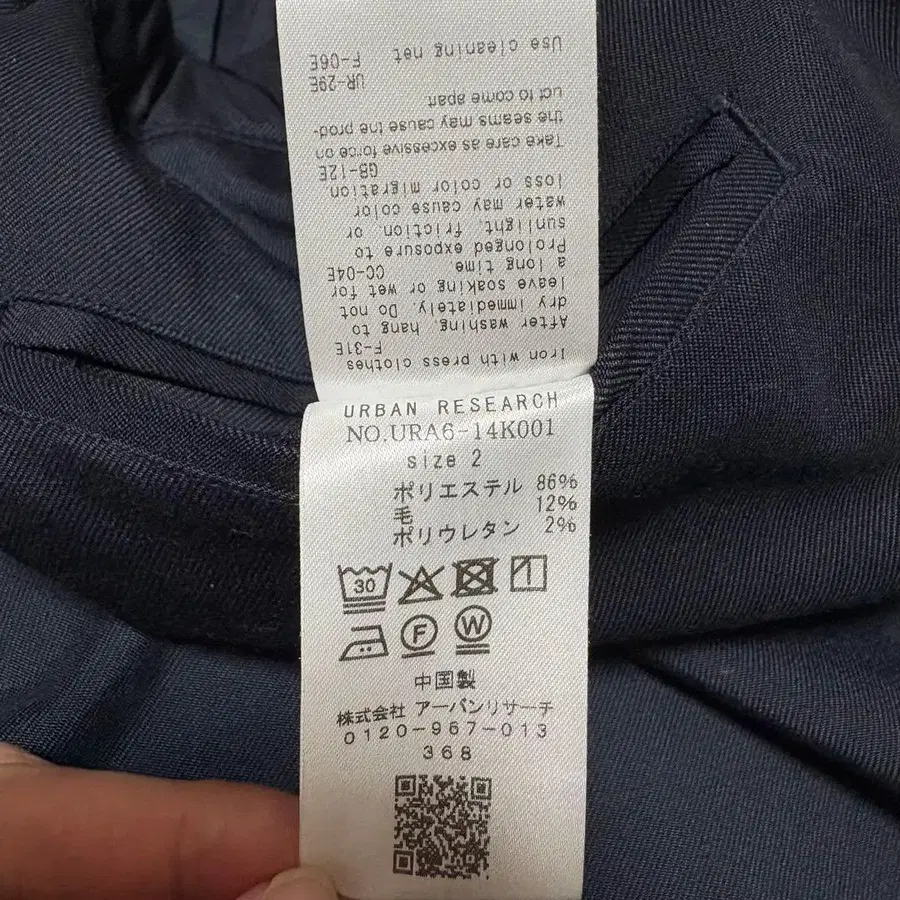 Iron with press clothes
F-31E
After washing, hang to
dry immediately. Do not
leave soaking or wet for
a long time
CC-04E
Prolonged exposure to
sunlight, friction, or
water may cause color
loss or color migration
GB-12E
Take care as excessive force on
the seams may cause the prod-
uct to come apart
UR-29E
Use cleaning net
F-06E
URBAN RESEARCH
NO.URA6-14K001
size 2
ポリエステル 86%
毛 12%
ポリウレタン 2%
30
F W
中国製
株式会社 アーバンリサーチ
0120-967-013
368